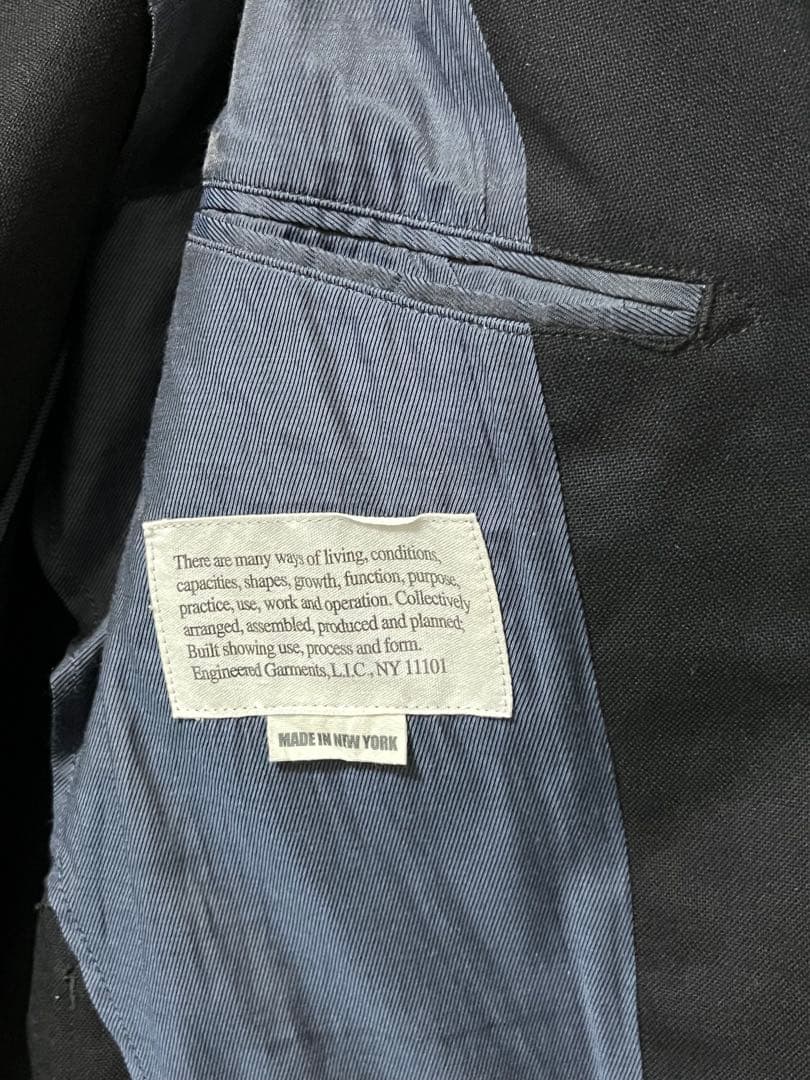 There are many ways of living, conditions,
capacities, shapes, growth, function, purpose,
practice, use, work and operation. Collectively
arranged, assembled, produced and planned;
Built showing use, process and form.
Engineered Garments, L.I.C., NY 11101
MADE IN NEW YORK